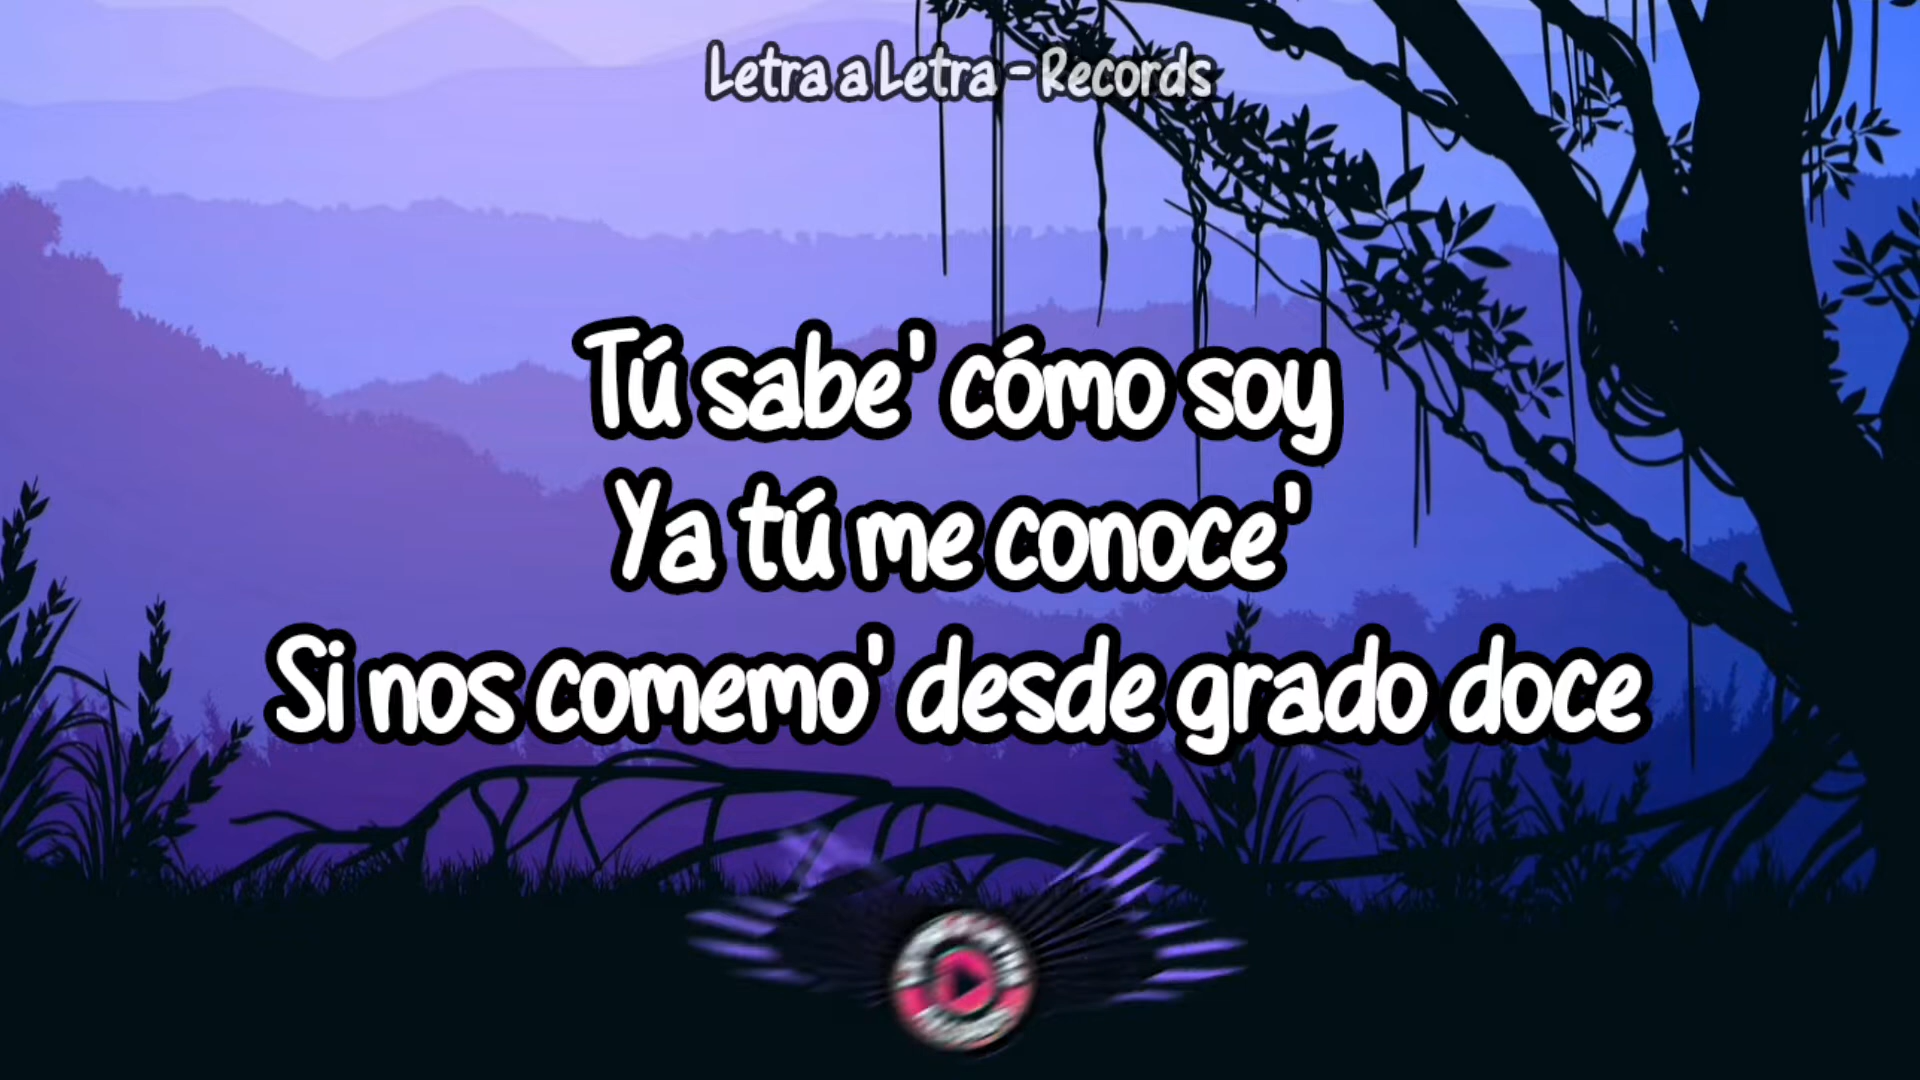 Letra a Letra - Records
Tú sabe' cómo soy
Ya tú me conoce'
Si nos comemo' desde grado doce